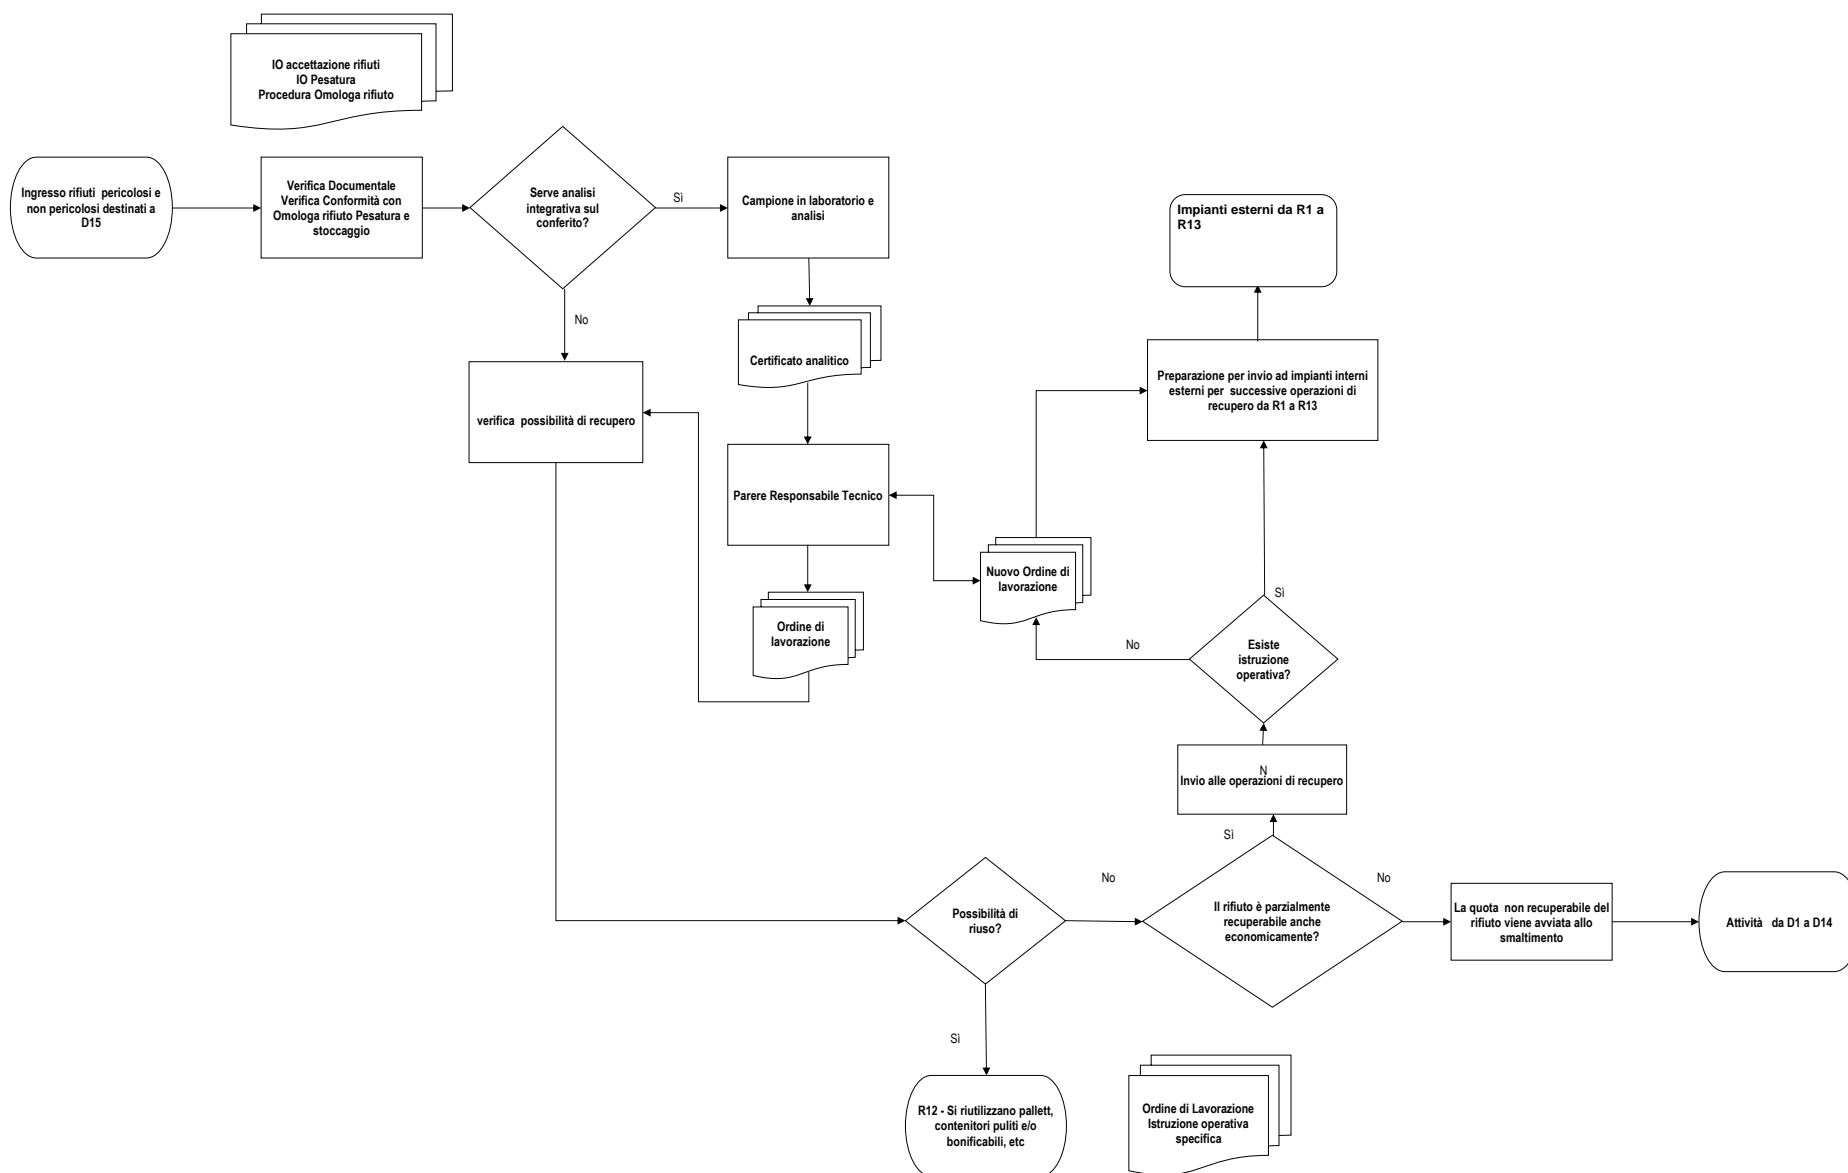 IO accettazione rifiuti
IO Pesatura
Procedura Omologa rifiuto
Ingresso rifiuti pericolosi e
non pericolosi destinati a
D15
Verifica Documentale
Verifica Conformità con
Omologa rifiuto Pesatura e
stoccaggio
Serve analisi
integrativa sul
conferito?
Sì
Campione in laboratorio e
analisi
Impianti esterni da R1 a
R13
No
Certificato analitico
verifica possibilità di recupero
Preparazione per invio ad impianti interni
esterni per successive operazioni di
recupero da R1 a R13
Parere Responsabile Tecnico
Nuovo Ordine di
lavorazione
Ordine di
lavorazione
Sì
No
Esiste
istruzione
operativa?
N
Invio alle operazioni di recupero
Sì
No
No
Possibilità di
riuso?
Il rifiuto è parzialmente
recuperabile anche
economicamente?
La quota non recuperabile del
rifiuto viene avviata allo
smaltimento
Attività da D1 a D14
Sì
R12 - Si riutilizzano pallett,
contenitori puliti e/o
bonificabili, etc
Ordine di Lavorazione
Istruzione operativa
specifica